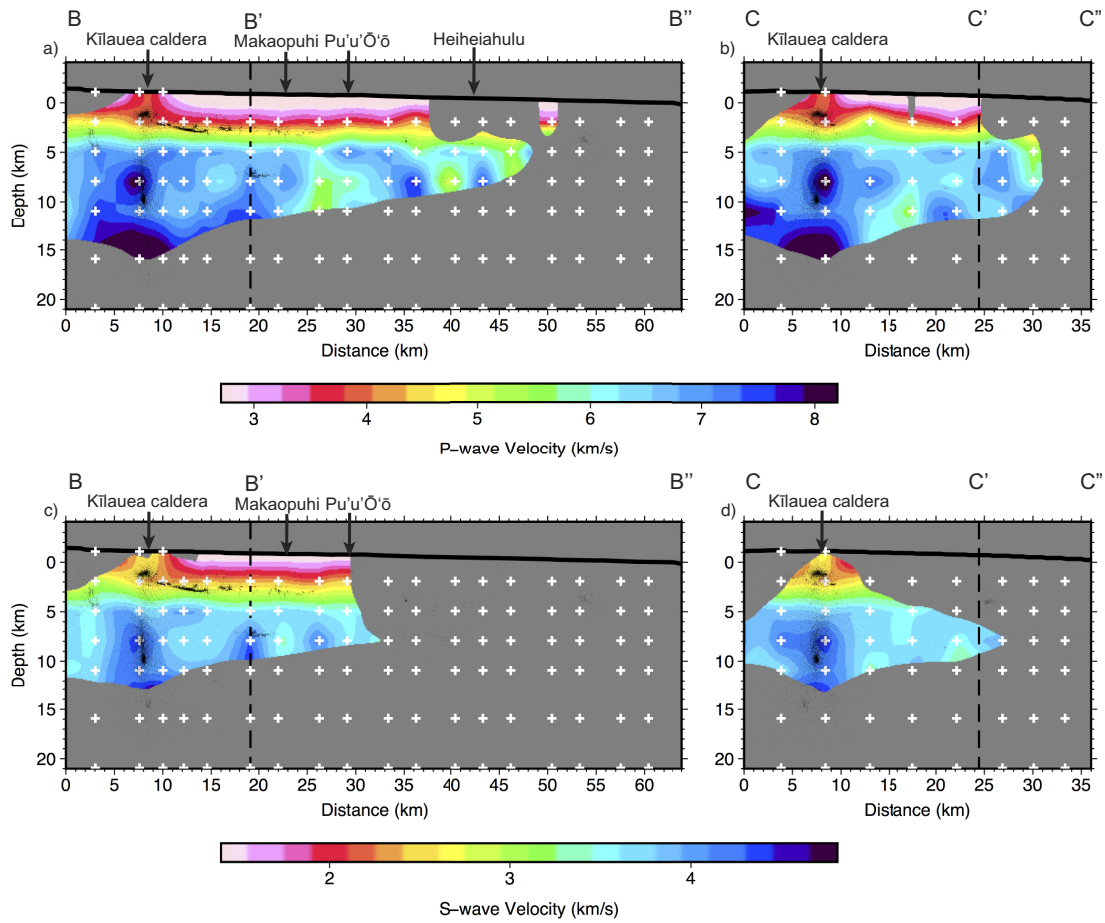 B B' B'' C C' C''
a) Kīlauea caldera Makaopuhi Pu'u'Ō'ō Heiheiahulu b) Kīlauea caldera
Depth (km)
0
5
10
15
20
0 5 10 15 20 25 30 35 40 45 50 55 60
Distance (km)
0
5
10
15
20
0 5 10 15 20 25 30 35
Distance (km)
3 4 5 6 7 8
P-wave Velocity (km/s)
B B' B'' C C' C''
c) Kīlauea caldera Makaopuhi Pu'u'Ō'ō d) Kīlauea caldera
Depth (km)
0
5
10
15
20
0 5 10 15 20 25 30 35 40 45 50 55 60
Distance (km)
0
5
10
15
20
0 5 10 15 20 25 30 35
Distance (km)
2 3 4
S-wave Velocity (km/s)